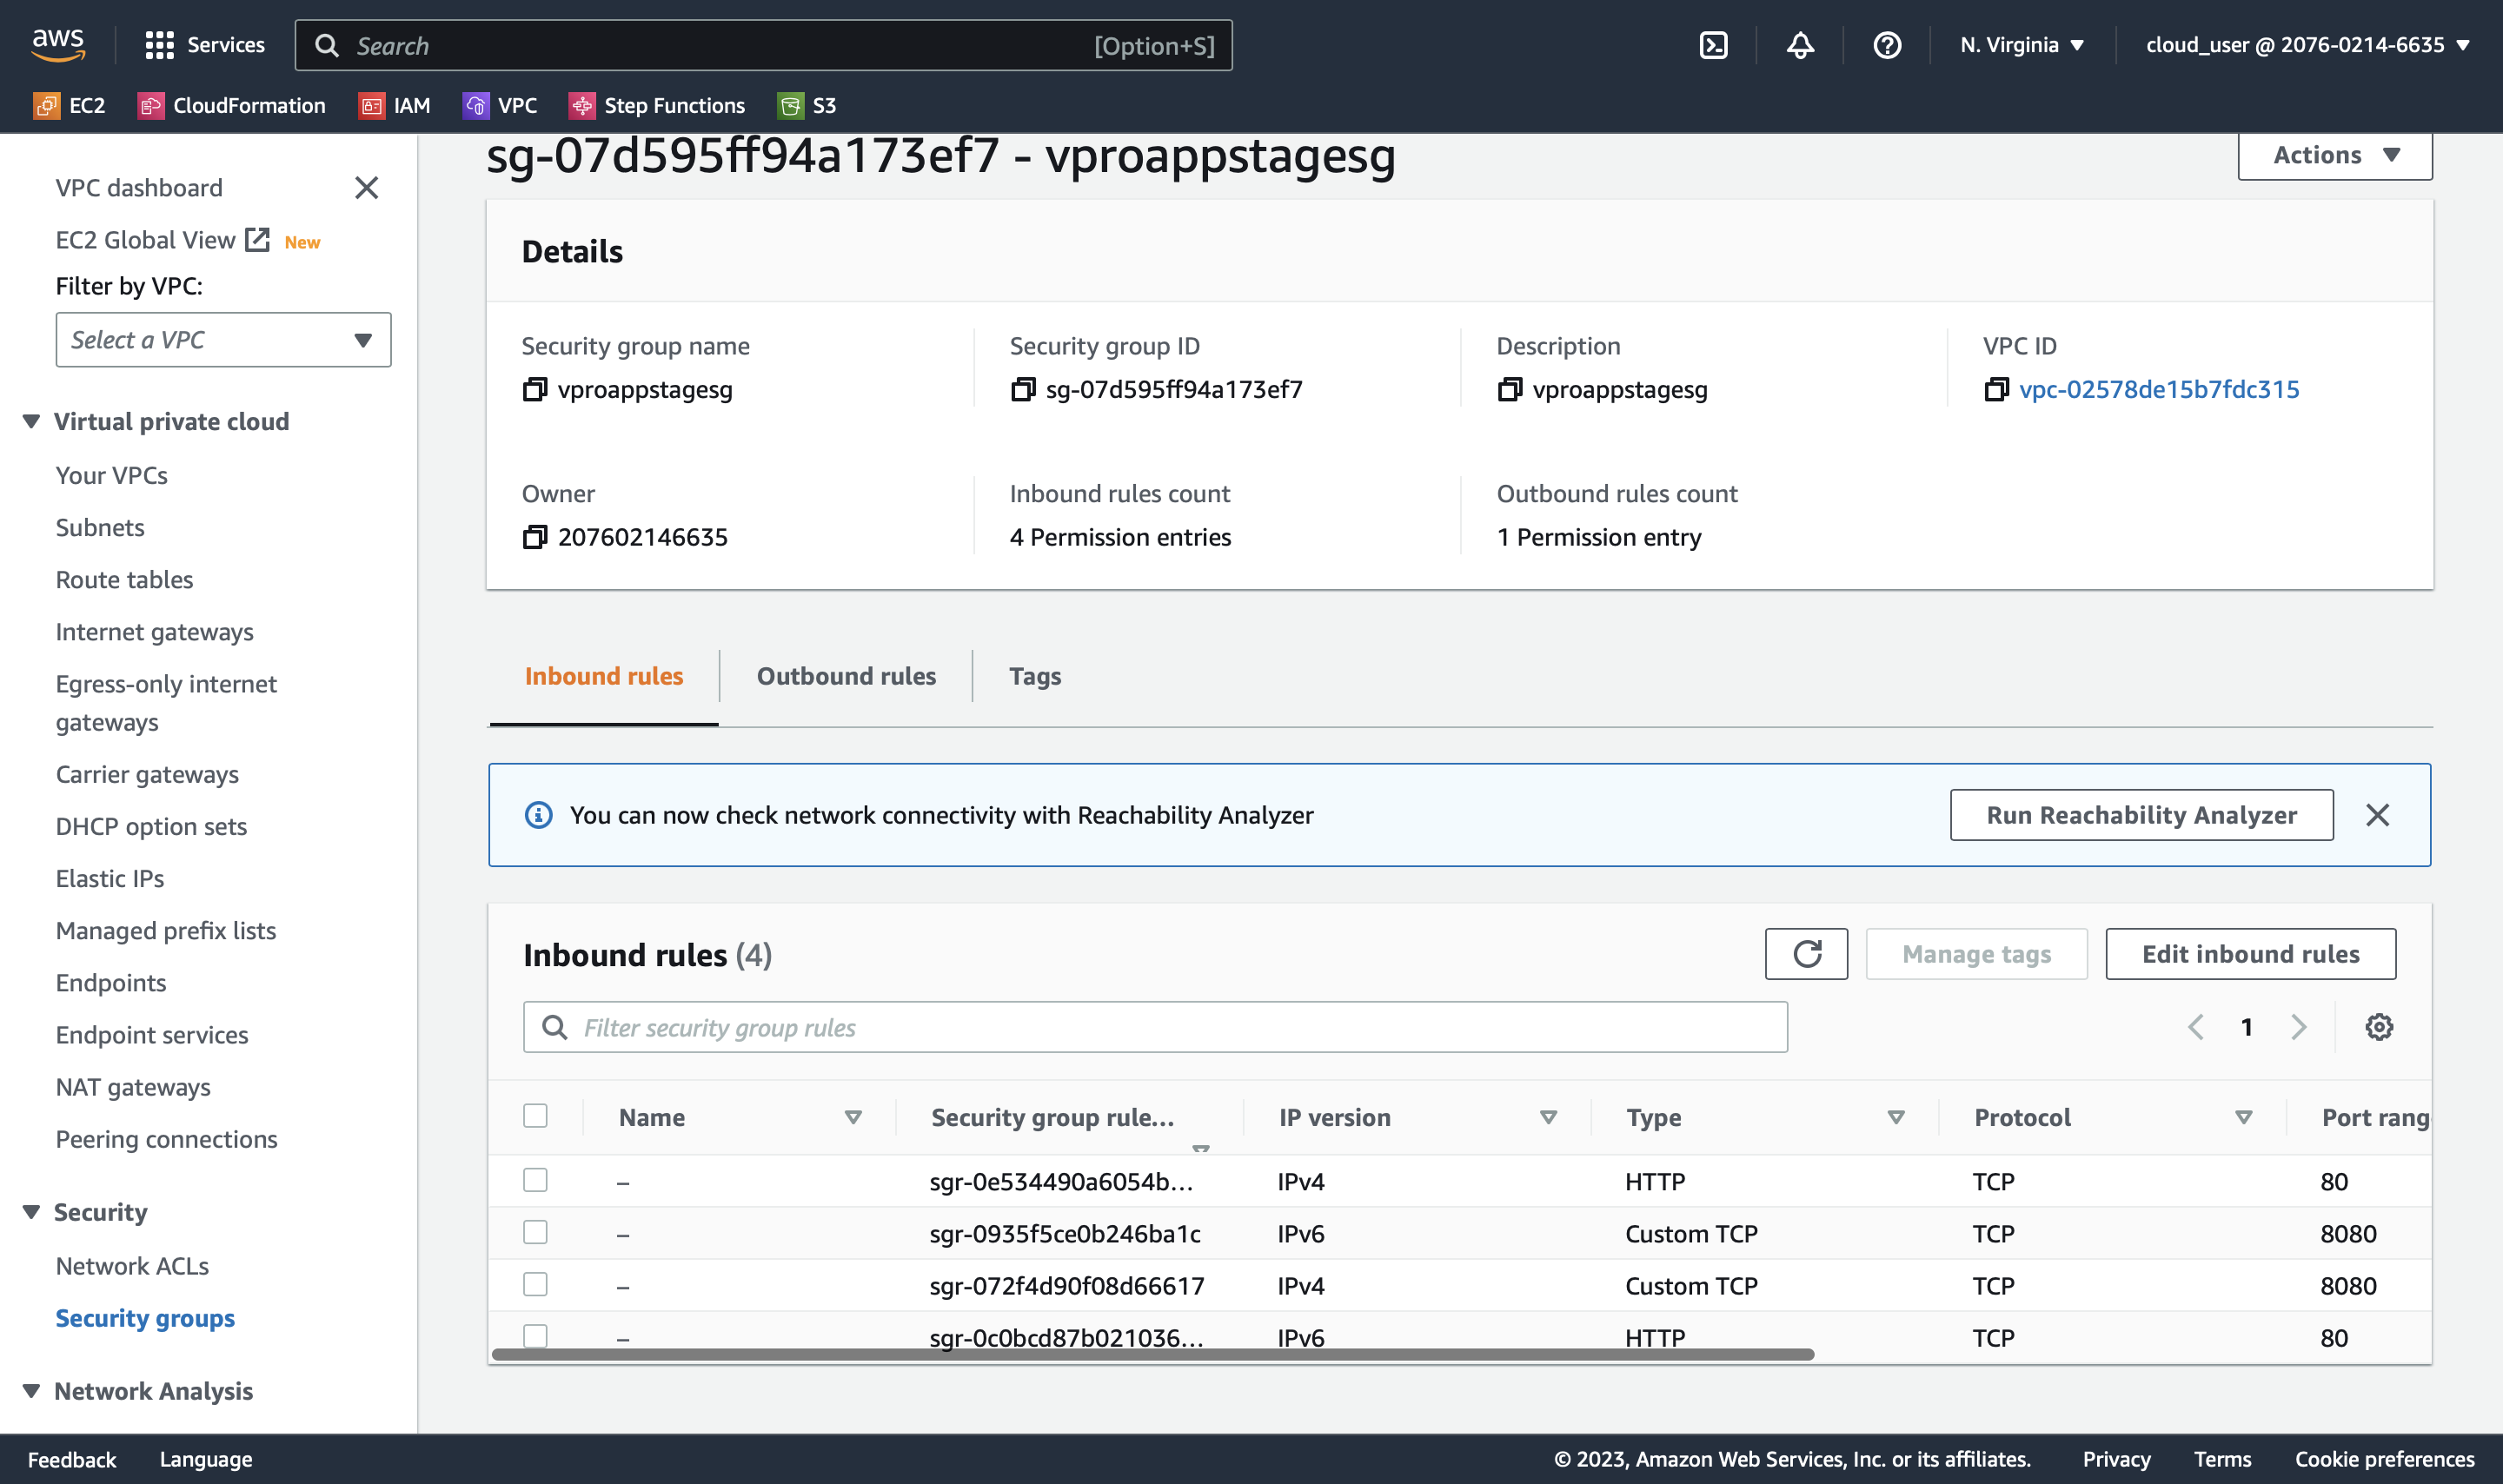 aws Services Search [Option+S] N. Virginia cloud_user @ 2076-0214-6635
EC2 CloudFormation IAM VPC Step Functions S3
VPC dashboard
EC2 Global View New
Filter by VPC:
Select a VPC
Virtual private cloud
Your VPCs
Subnets
Route tables
Internet gateways
Egress-only internet
gateways
Carrier gateways
DHCP option sets
Elastic IPs
Managed prefix lists
Endpoints
Endpoint services
NAT gateways
Peering connections
Security
Network ACLs
Security groups
Network Analysis
sg-07d595ff94a173ef7 - vproappstagesg
Actions
Details
Security group name Security group ID Description VPC ID
vproappstagesg sg-07d595ff94a173ef7 vproappstagesg vpc-02578de15b7fdc315
Owner Inbound rules count Outbound rules count
207602146635 4 Permission entries 1 Permission entry
Inbound rules Outbound rules Tags
You can now check network connectivity with Reachability Analyzer Run Reachability Analyzer
Inbound rules (4) Manage tags Edit inbound rules
Filter security group rules 1
Name Security group rule... IP version Type Protocol Port rang
– sgr-0e534490a6054b... IPv4 HTTP TCP 80
– sgr-0935f5ce0b246ba1c IPv6 Custom TCP TCP 8080
– sgr-072f4d90f08d66617 IPv4 Custom TCP TCP 8080
– sgr-0c0bcd87b021036... IPv6 HTTP TCP 80
Feedback Language © 2023, Amazon Web Services, Inc. or its affiliates. Privacy Terms Cookie preferences